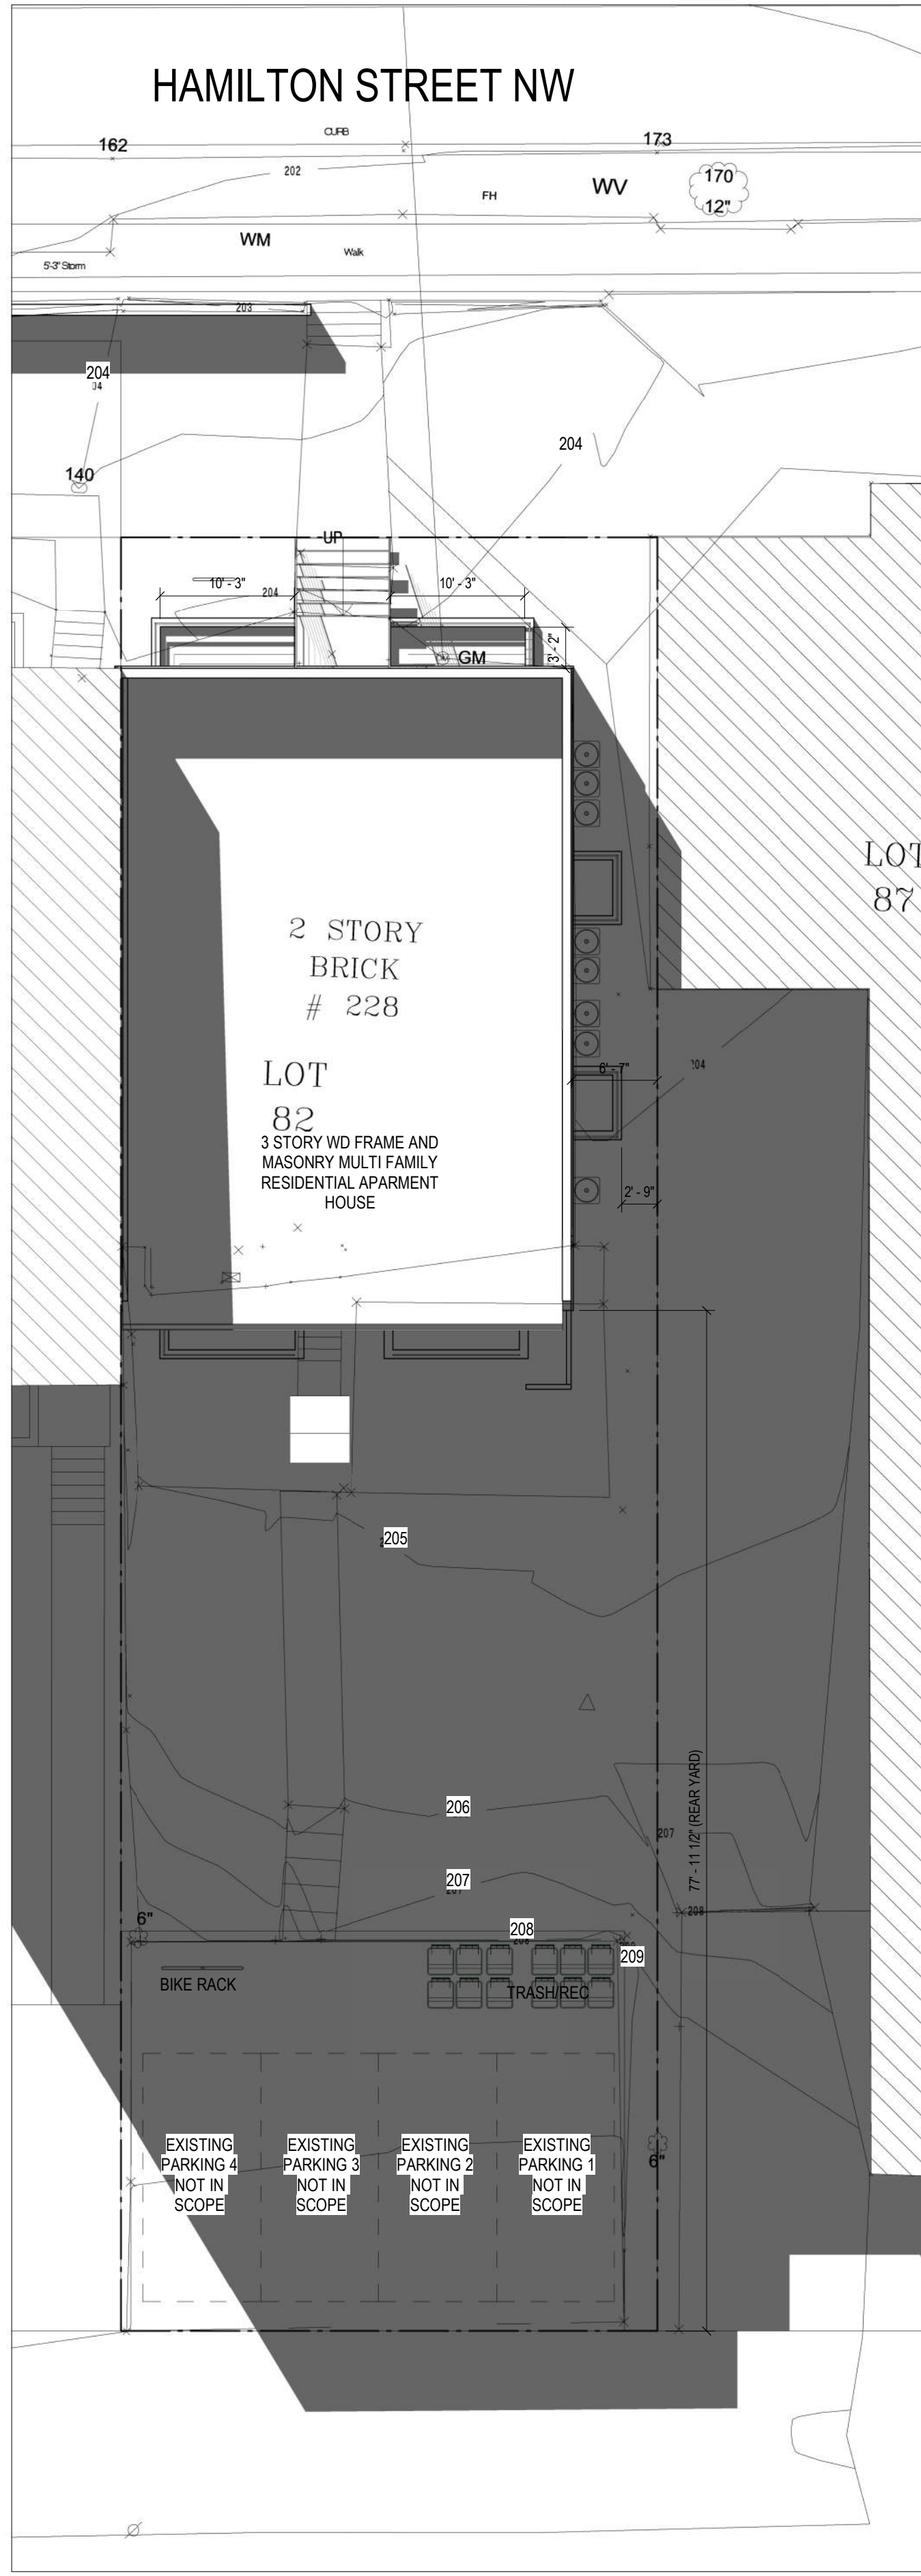 HAMILTON STREET NW
CURB
162
173
202
170
12"
FH
WV
WM
Walk
5'-3" Storm
203
204
04
204
140
UP
10' - 3"
204
10' - 3"
3' - 2"
GM
LOT
87
2 STORY
BRICK
# 228
LOT
82
3 STORY WD FRAME AND
MASONRY MULTI FAMILY
RESIDENTIAL APARMENT
HOUSE
6' - 7"
204
2' - 9"
205
77' - 11 1/2" (REAR YARD)
206
207
207
208
6"
208
209
BIKE RACK
TRASH/REC
EXISTING
PARKING 4
NOT IN
SCOPE
EXISTING
PARKING 3
NOT IN
SCOPE
EXISTING
PARKING 2
NOT IN
SCOPE
EXISTING
PARKING 1
NOT IN
SCOPE
6"